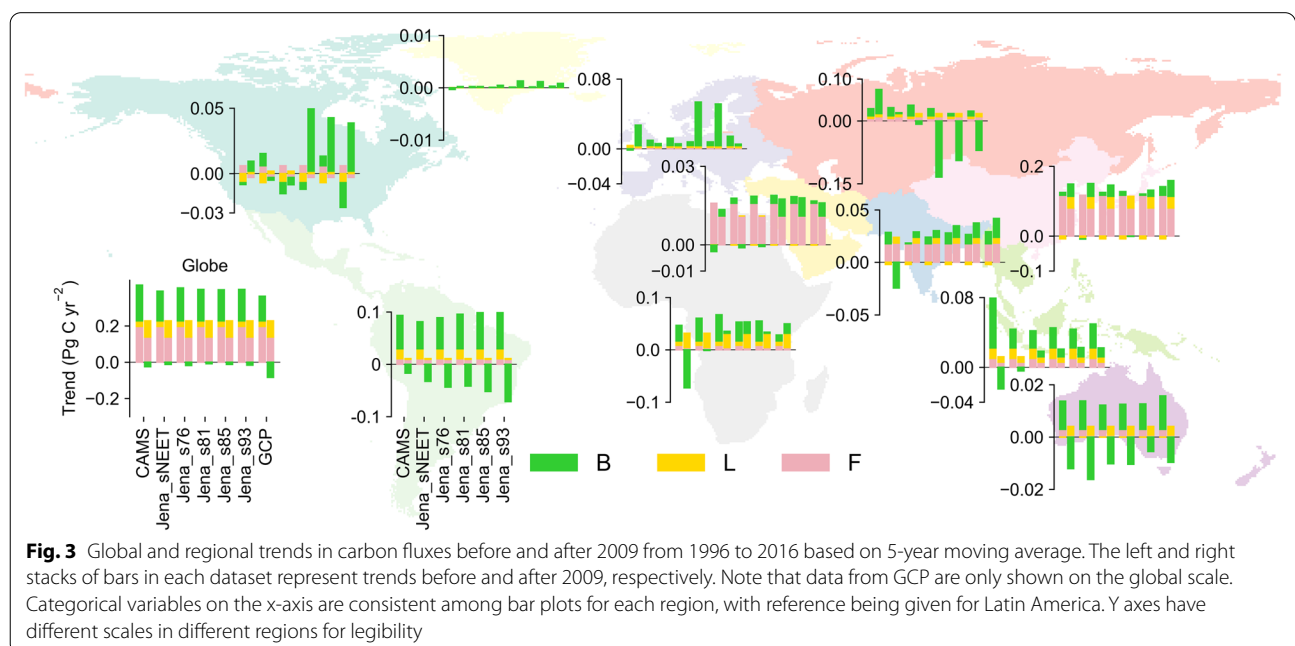 0.01
0.00
−0.01
0.05
0.00
−0.03
0.08
0.00
−0.04
0.10
0.00
−0.15
0.03
0.00
−0.01
0.2
0.0
−0.1
0.05
0.00
−0.05
Globe
Trend (Pg C yr⁻²)
0.2
0.0
−0.2
CAMS
Jena_sNEET
Jena_s76
Jena_s81
Jena_s85
Jena_s93
GCP
0.1
0
-0.1
CAMS
Jena_sNEET
Jena_s76
Jena_s81
Jena_s85
Jena_s93
0.1
0.0
−0.1
0.08
0.00
−0.04
0.02
0.00
−0.02
B L F
Fig. 3 Global and regional trends in carbon fluxes before and after 2009 from 1996 to 2016 based on 5-year moving average. The left and right
stacks of bars in each dataset represent trends before and after 2009, respectively. Note that data from GCP are only shown on the global scale.
Categorical variables on the x-axis are consistent among bar plots for each region, with reference being given for Latin America. Y axes have
different scales in different regions for legibility